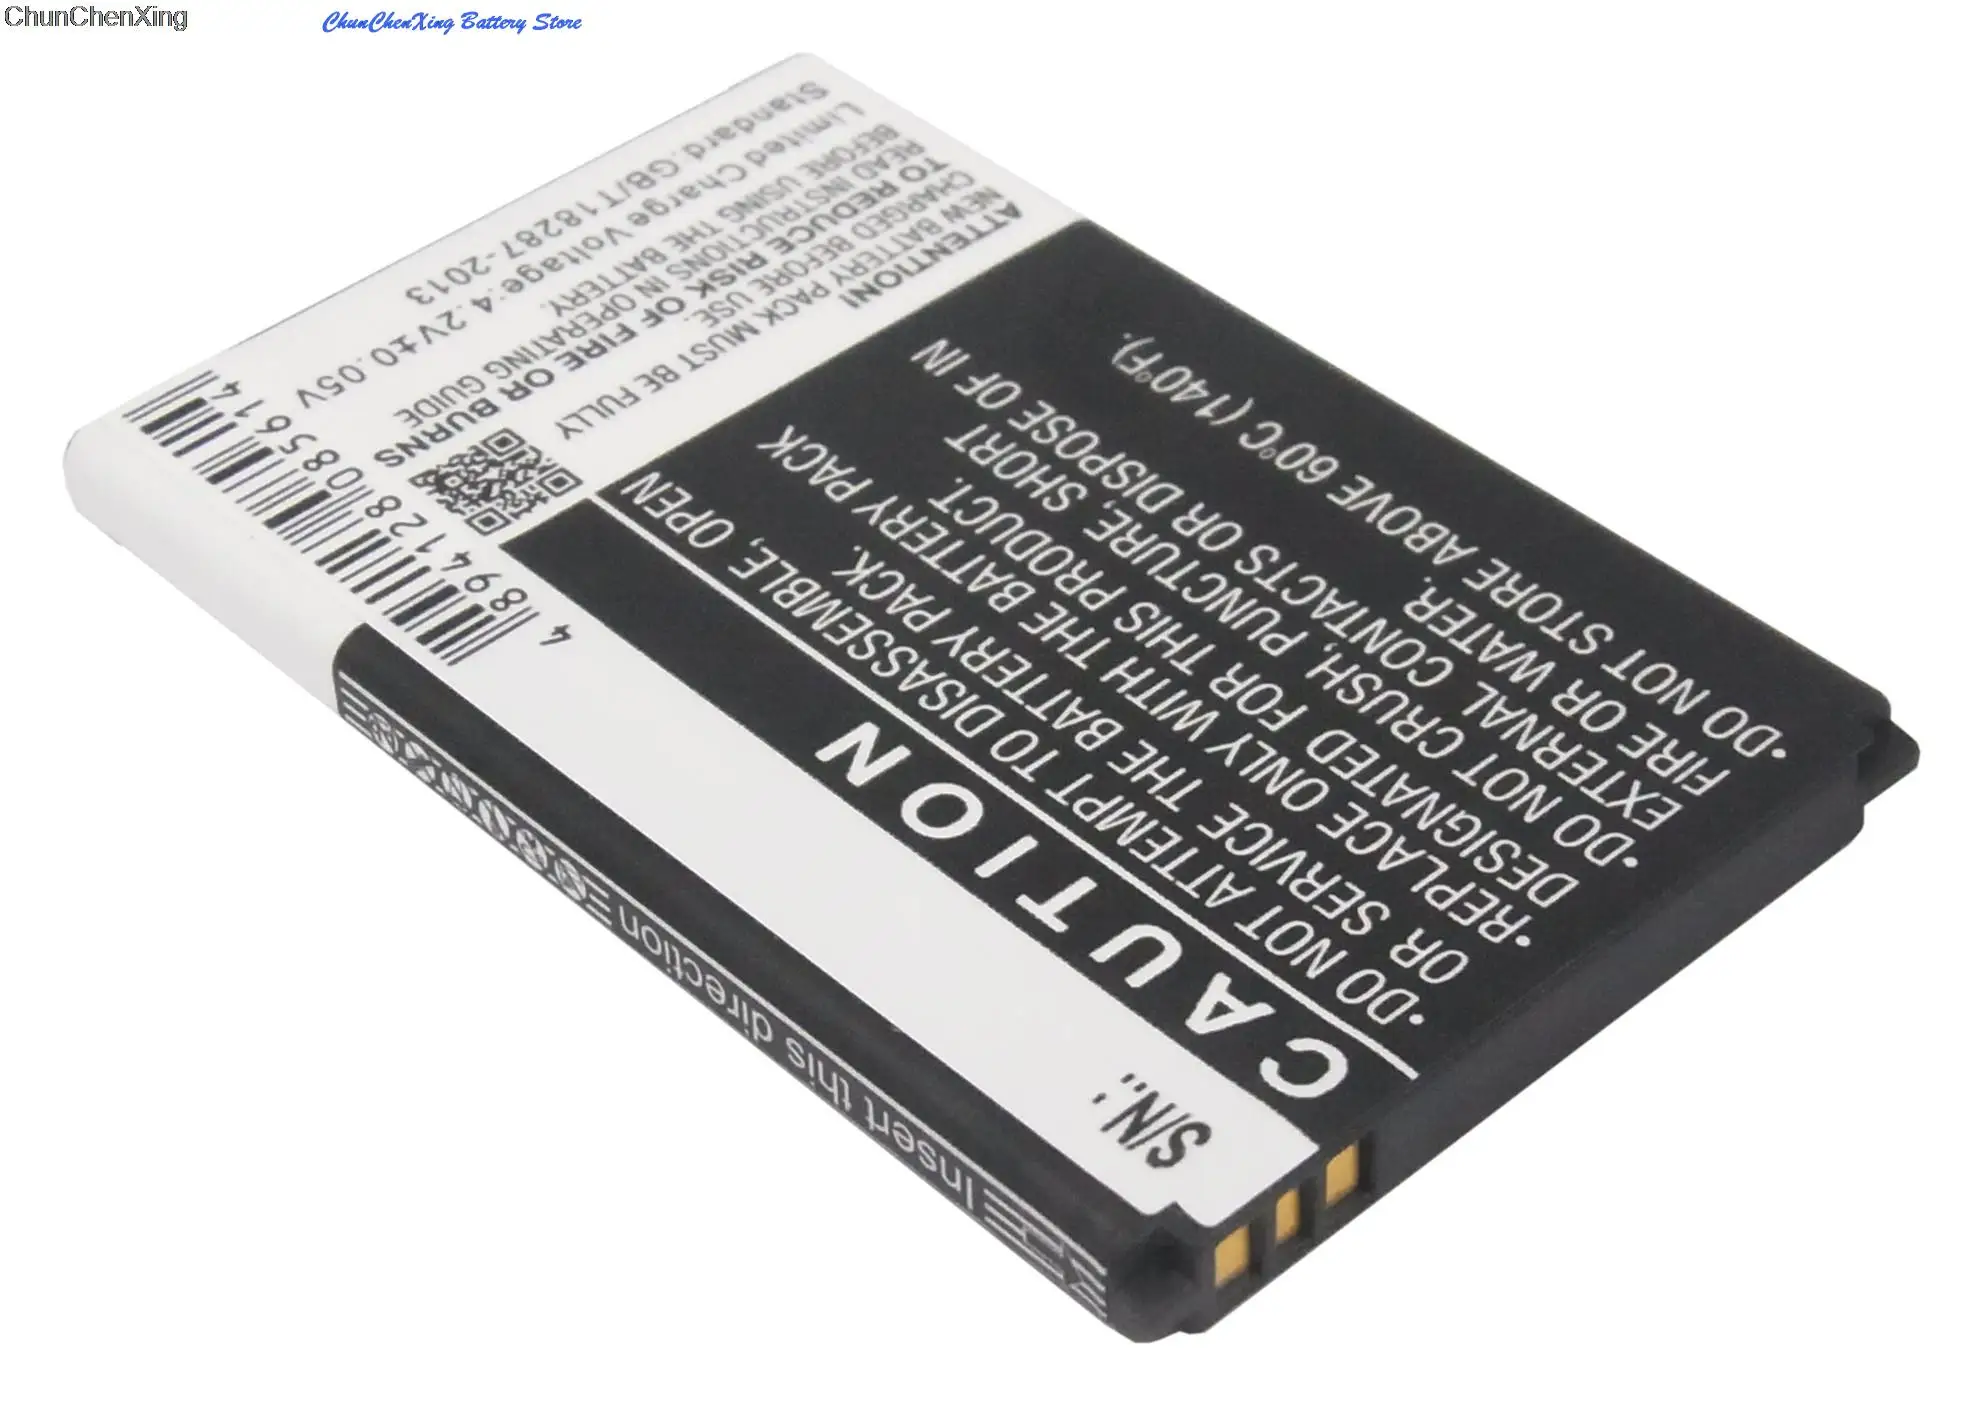 ChunChenXing
ChunChenXing Battery Store
S/N.:
CAUTION
•DO NOT ATTEMPT TO DISASSEMBLE, OPEN
OR SERVICE THE BATTERY PACK.
•REPLACE ONLY WITH THE BATTERY PACK
DESIGNATED FOR THIS PRODUCT.
•DO NOT CRUSH, PUNCTURE, SHORT
EXTERNAL CONTACTS OR DISPOSE OF IN
FIRE OR WATER.
•DO NOT STORE ABOVE 60°C (140°F).
ATTENTION!
NEW BATTERY PACK MUST BE FULLY
CHARGED BEFORE USE.
TO REDUCE RISK OF FIRE OR BURNS
READ INSTRUCTIONS IN OPERATING GUIDE
BEFORE USING THE BATTERY.
Limited Charge Voltage:4.2V±0.05V
Standard:GB/T18287-2013
4 894128 085614
Insert this direction